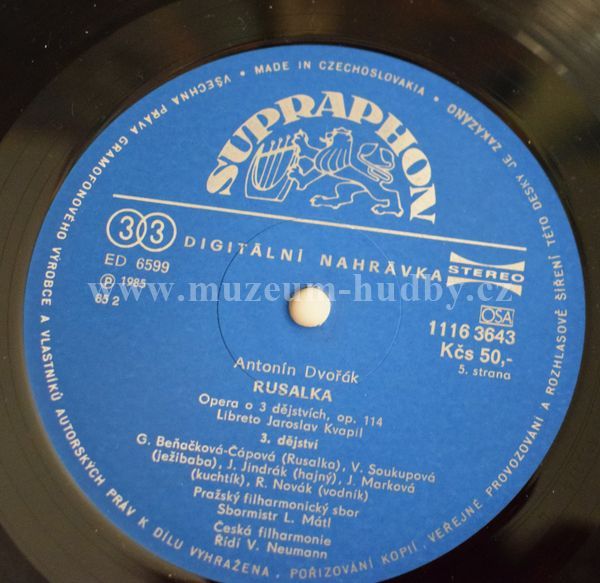 VŠECHNA PRÁVA GRAMOFONOVÉHO VÝROBCE A VLASTNÍKŮ AUTORSKÝCH PRÁV K DÍLU VYHRAŽENA. POŘIZOVÁNÍ KOPIÍ, VEŘEJNÉ PROVOZOVÁNÍ A ROZHLASOVÉ ŠÍŘENÍ TÉTO DESKY JE ZAKÁZÁNO
• MADE IN CZECHOSLOVAKIA •
SUPRAPHON
33 DIGITÁLNÍ NAHRÁVKA STEREO
ED 6599
℗ 1985
85 2
OSA
1116 3643
Kčs 50,-
5. strana
www.muzeum-hudby.cz
Antonín Dvořák
RUSALKA
Opera o 3 dějstvích, op. 114
Libreto Jaroslav Kvapil
3. dějství
G. Beňačková-Čápová (Rusalka), V. Soukupová
(ježibaba), J. Jindrák (hajný), J. Marková
(kuchtík), R. Novák (vodník)
Pražský filharmonický sbor
Sbormistr L. Mátl
Česká filharmonie
Řídí V. Neumann